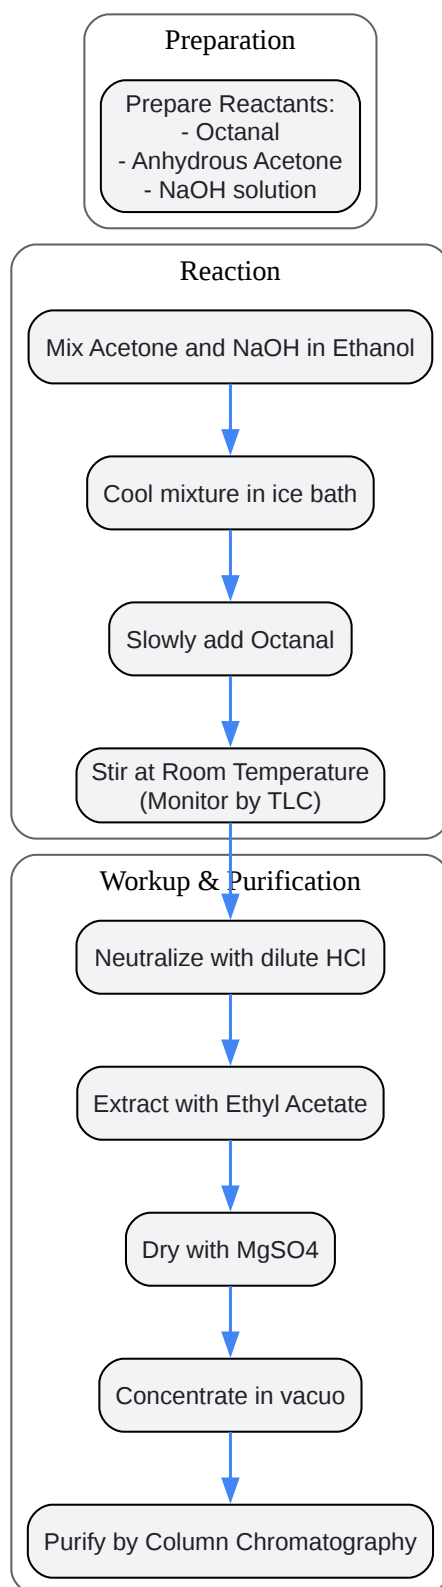 Preparation
Prepare Reactants:
- Octanal
- Anhydrous Acetone
- NaOH solution
Reaction
Mix Acetone and NaOH in Ethanol
Cool mixture in ice bath
Slowly add Octanal
Stir at Room Temperature
(Monitor by TLC)
Workup & Purification
Neutralize with dilute HCl
Extract with Ethyl Acetate
Dry with MgSO4
Concentrate in vacuo
Purify by Column Chromatography